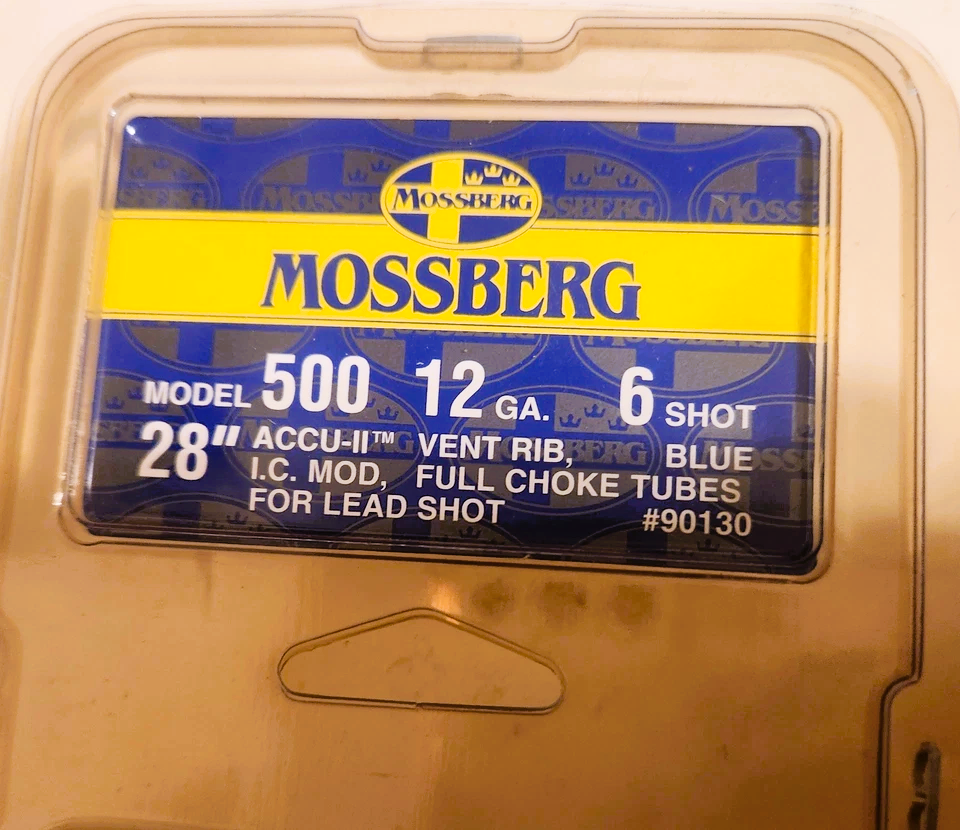 MOSSBERG
MOSSBERG
MODEL 500 12 GA. 6 SHOT
28" ACCU-II™ VENT RIB, BLUE
I.C. MOD, FULL CHOKE TUBES
FOR LEAD SHOT #90130